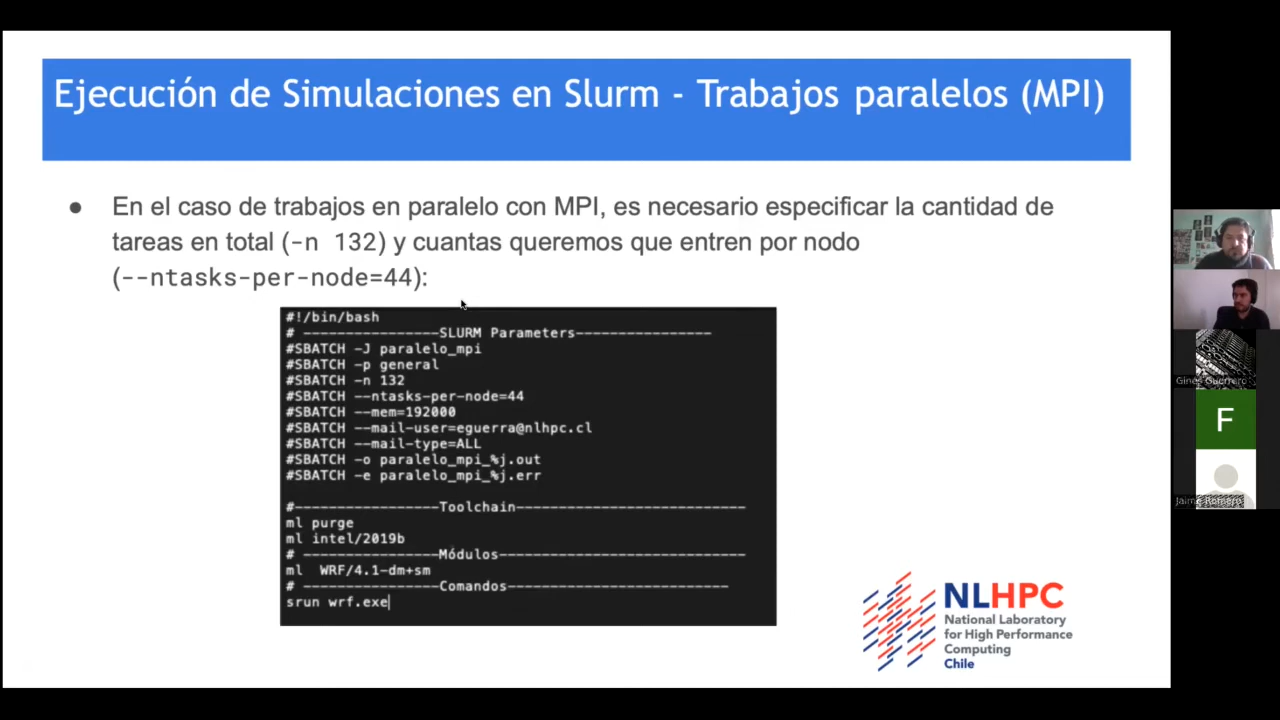 Ejecución de Simulaciones en Slurm - Trabajos paralelos (MPI)
● En el caso de trabajos en paralelo con MPI, es necesario especificar la cantidad de
tareas en total (-n 132) y cuantas queremos que entren por nodo
(--ntasks-per-node=44):
#!/bin/bash
# ----------------SLURM Parameters----------------
#SBATCH -J paralelo_mpi
#SBATCH -p general
#SBATCH -n 132
#SBATCH --ntasks-per-node=44
#SBATCH --mem=192000
#SBATCH --mail-user=eguerra@nlhpc.cl
#SBATCH --mail-type=ALL
#SBATCH -o paralelo_mpi_%j.out
#SBATCH -e paralelo_mpi_%j.err
#-----------------Toolchain---------------------------
ml purge
ml intel/2019b
# ----------------Módulos-----------------------------
ml  WRF/4.1-dm+sm
# ----------------Comandos--------------------------
srun wrf.exe
NLHPC
National Laboratory
for High Performance
Computing
Chile
Gines Guerrero
F
Jaime Romero